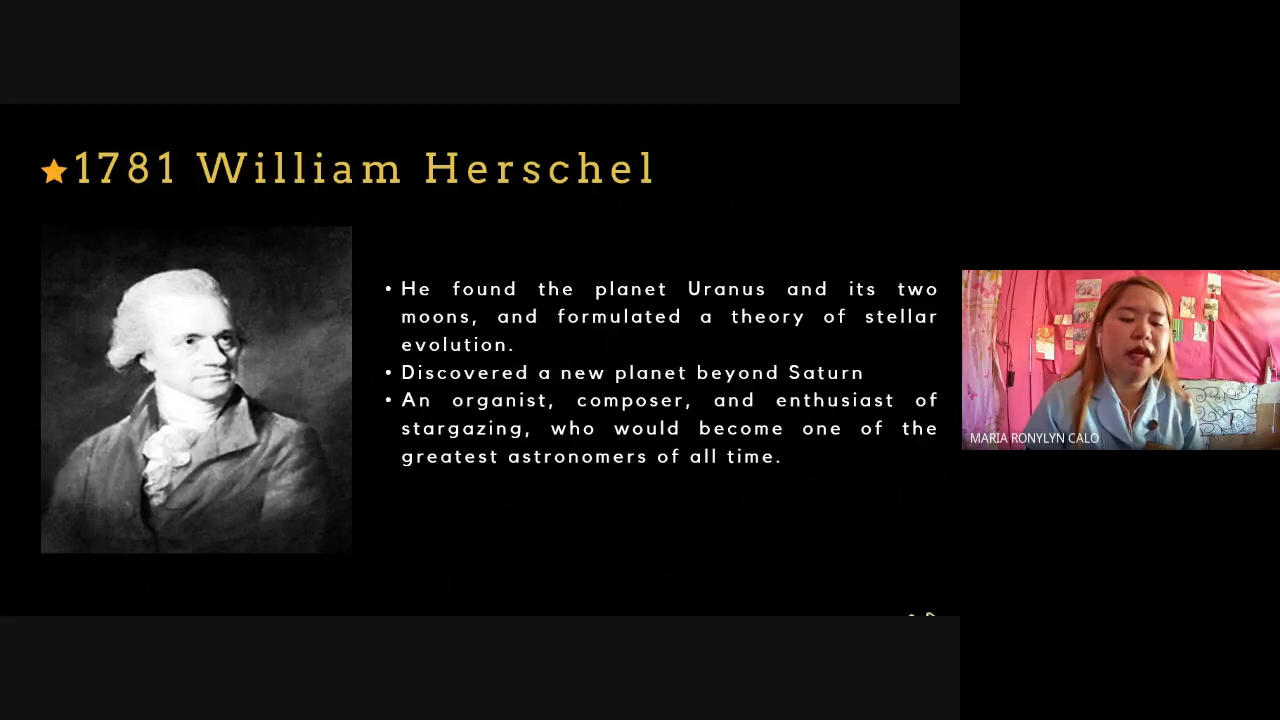 1781 William Herschel
• He found the planet Uranus and its two
moons, and formulated a theory of stellar
evolution.
• Discovered a new planet beyond Saturn
• An organist, composer, and enthusiast of
stargazing, who would become one of the
greatest astronomers of all time.
MARIA RONYLYN CALO